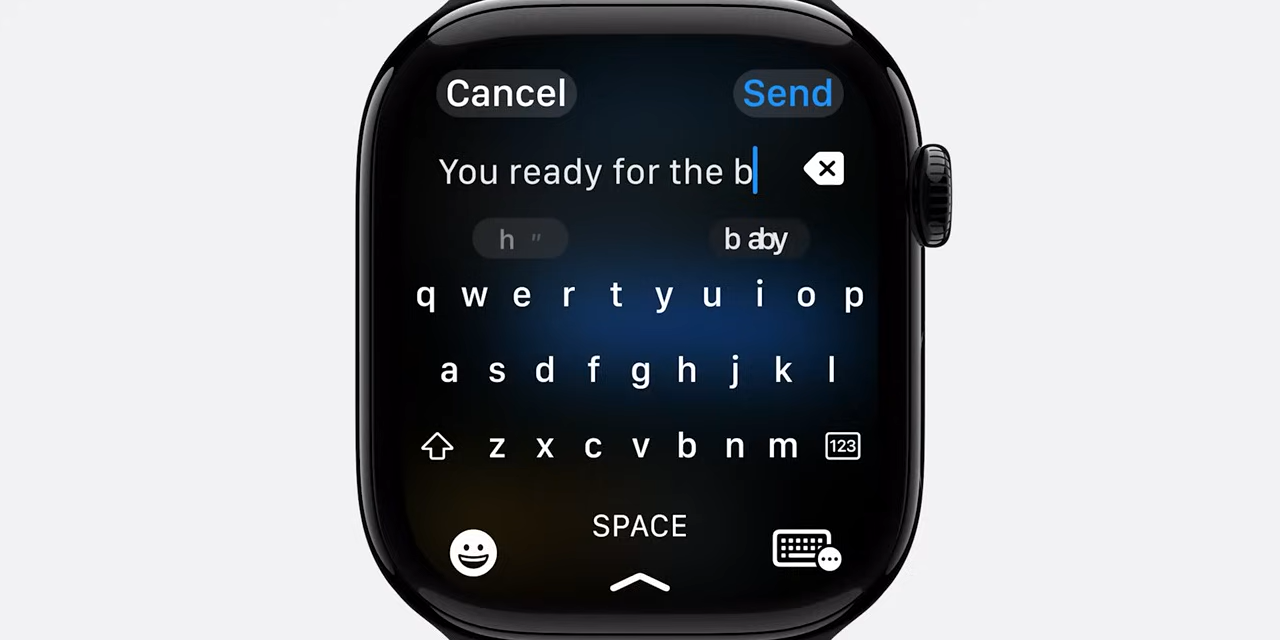 Cancel Send
You ready for the b
h " b aby
q w e r t y u i o p
a s d f g h j k l
z x c v b n m 123
SPACE